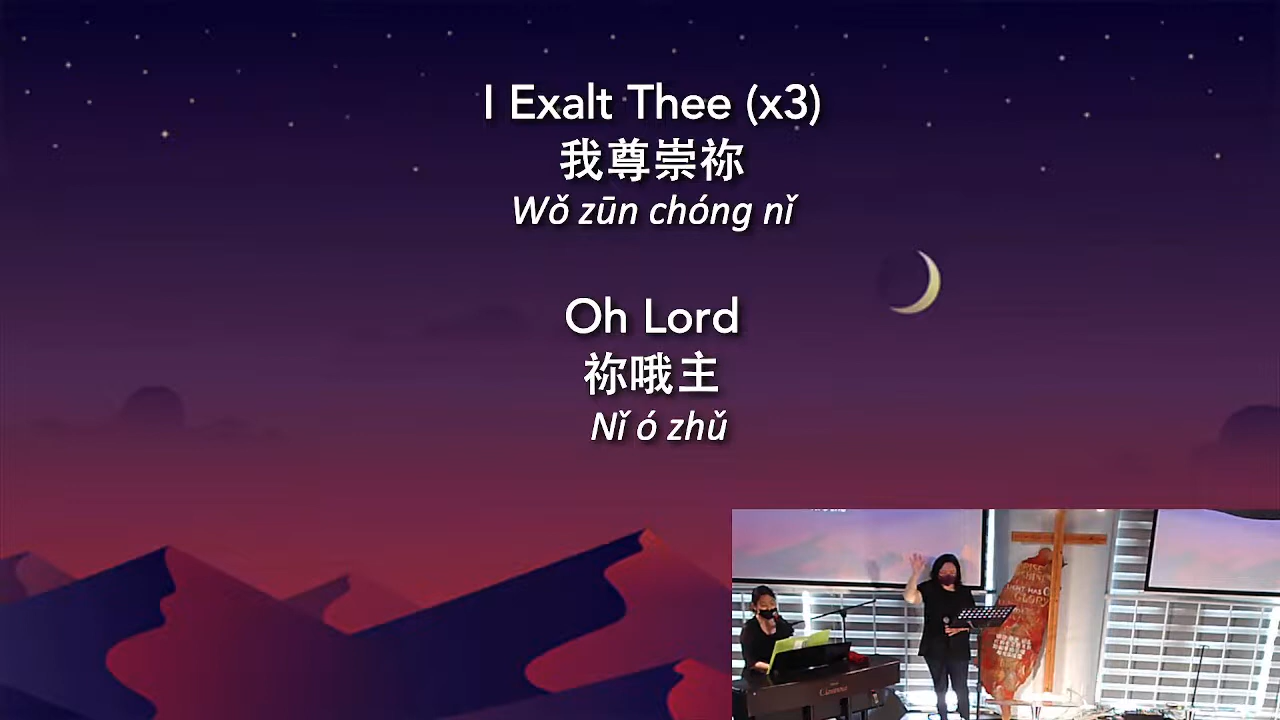 I Exalt Thee (x3)
我尊崇祢
Wǒ zūn chóng nǐ
Oh Lord
祢哦主
Nǐ ó zhǔ